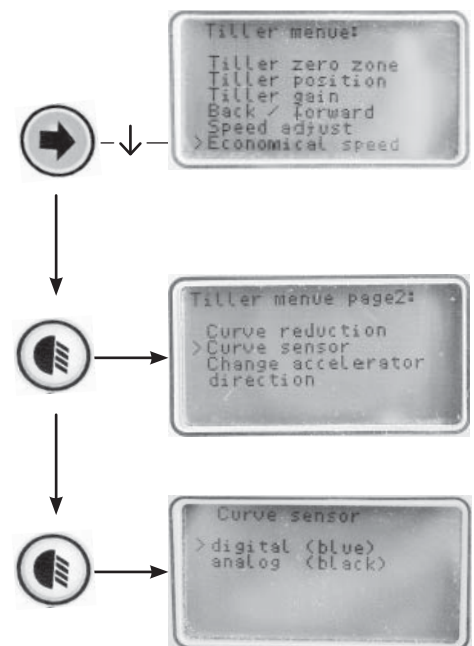 Tiller menue:
Tiller zero zone
Tiller position
Tiller gain
Back / forward
Speed adjust
>Economical speed
Tiller menue page2:
Curve reduction
>Curve sensor
Change accelerator
direction
Curve sensor
>digital (blue)
analog (black)